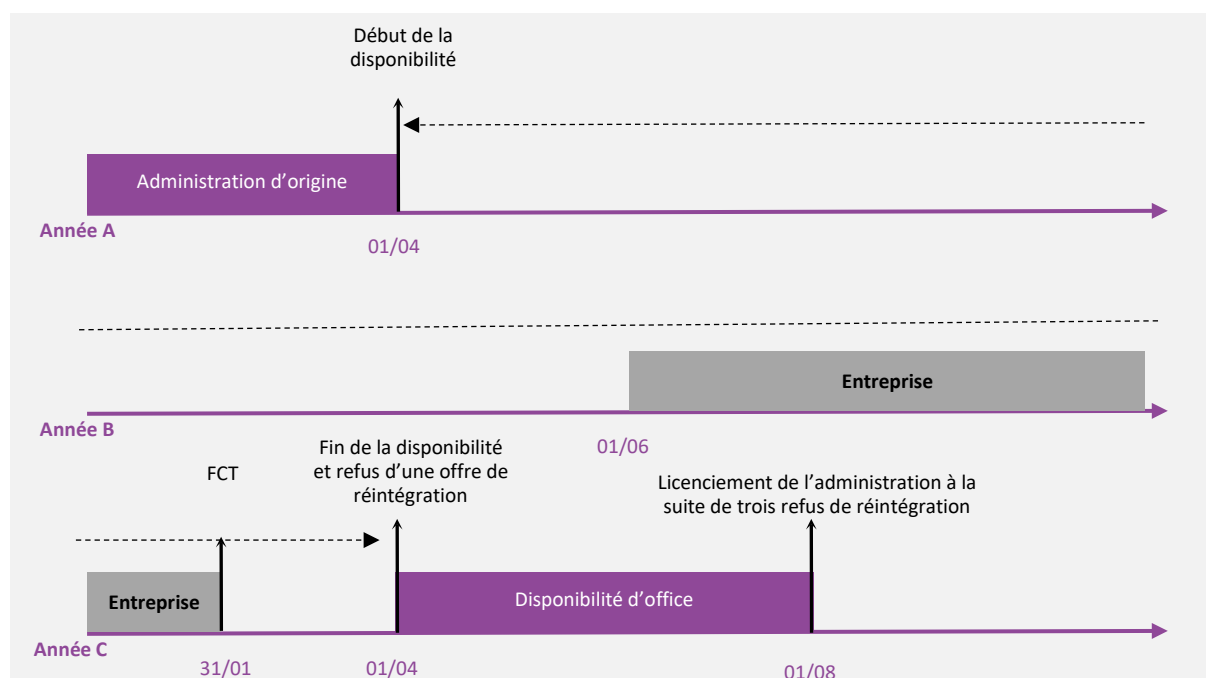 Début de la
disponibilité
Administration d’origine
Année A
01/04
Entreprise
Année B
01/06
FCT
Fin de la disponibilité
et refus d’une offre de
réintégration
Licenciement de l’administration à la
suite de trois refus de réintégration
Entreprise
Disponibilité d’office
Année C
31/01
01/04
01/08